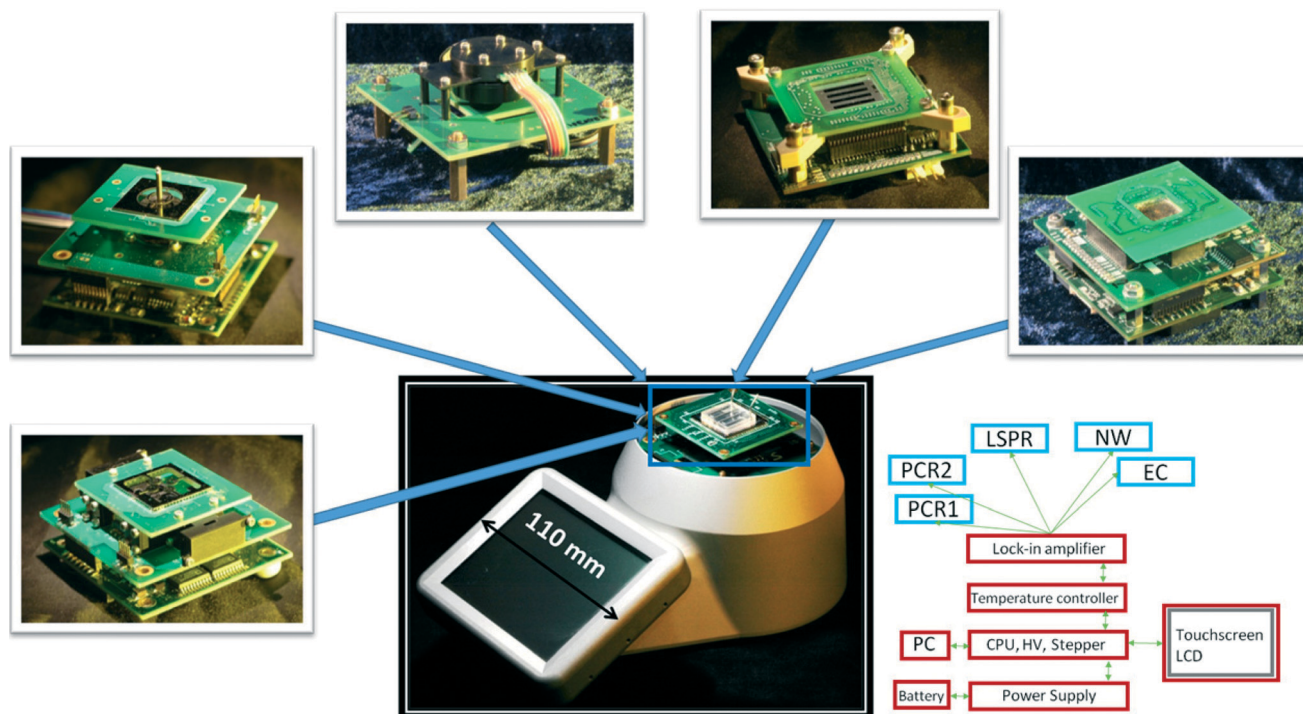 110 mm
LSPR
NW
PCR2
EC
PCR1
Lock-in amplifier
Temperature controller
PC
CPU, HV, Stepper
Touchscreen
LCD
Battery
Power Supply